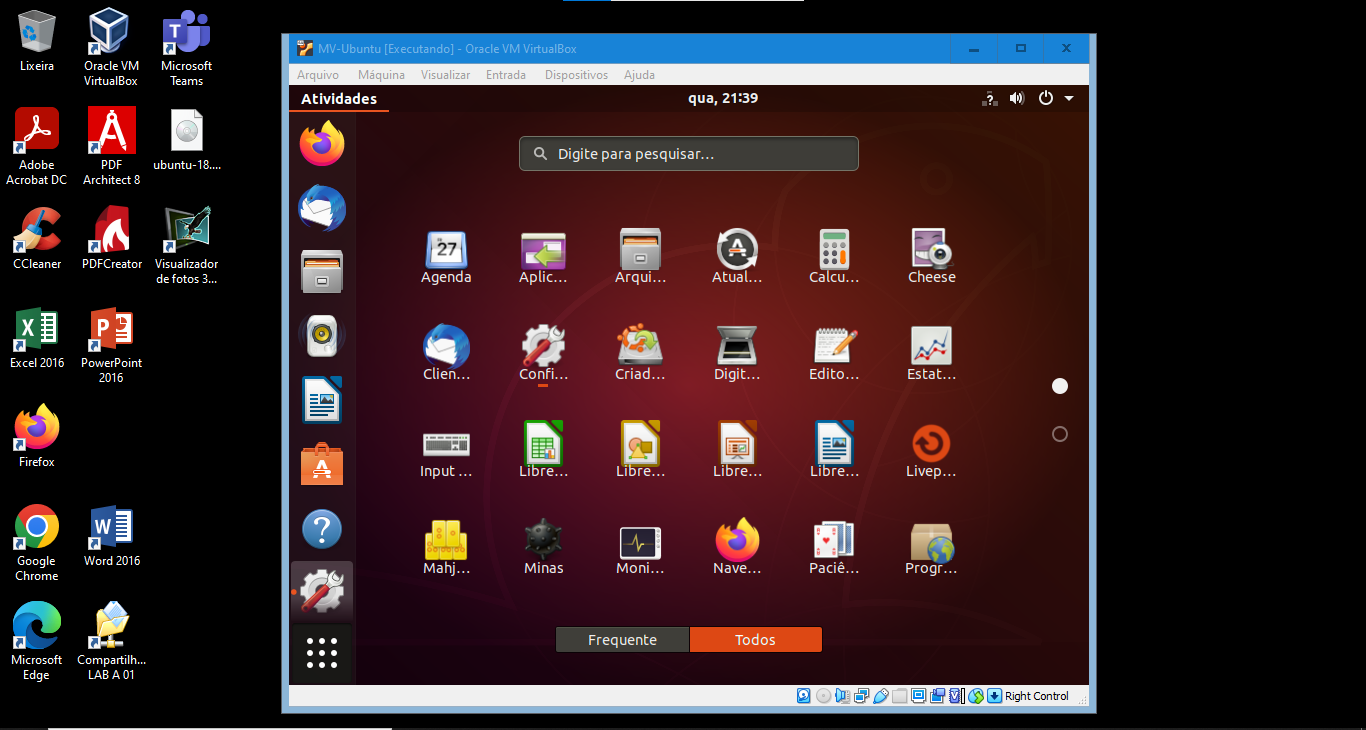 Lixeira
Oracle VM
VirtualBox
Microsoft
Teams
Adobe
Acrobat DC
PDF
Architect 8
ubuntu-18....
CCleaner
PDFCreator
Visualizador
de fotos 3...
Excel 2016
PowerPoint
2016
Firefox
Google
Chrome
Word 2016
Microsoft
Edge
Compartilh...
LAB A 01
MV-Ubuntu [Executando] - Oracle VM VirtualBox
Arquivo Máquina Visualizar Entrada Dispositivos Ajuda
Atividades
qua, 21:39
?
Digite para pesquisar...
27
Agenda Aplic... Arqui... Atual... Calcu... Cheese
Clien... Confi... Criad... Digit... Edito... Estat...
Input ... Libre... Libre... Libre... Libre... Livep...
Mahj... Minas Moni... Nave... Paciê... Progr...
Frequente Todos
Right Control